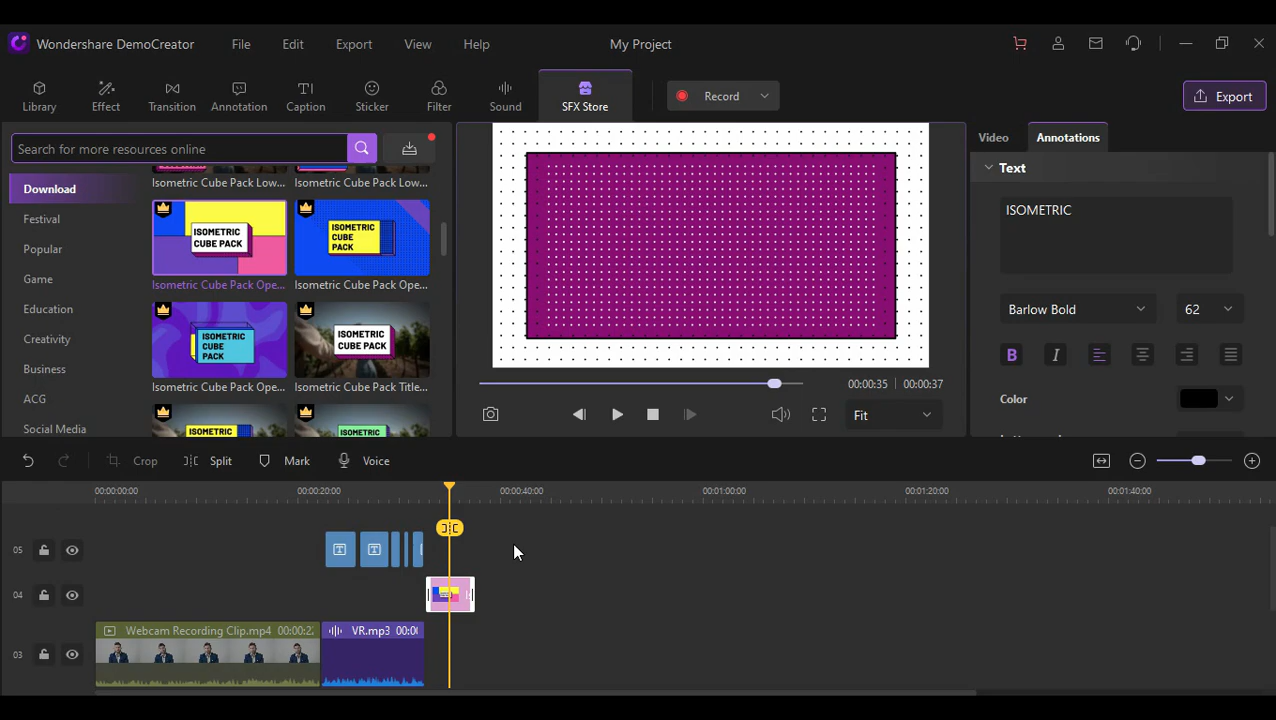 Wondershare DemoCreator File Edit Export View Help My Project
Library Effect Transition Annotation Caption Sticker Filter Sound SFX Store Record Export
Search for more resources online
Download
Festival
Popular
Game
Education
Creativity
Business
ACG
Social Media
Isometric Cube Pack Low... Isometric Cube Pack Low...
ISOMETRIC
CUBE PACK
ISOMETRIC
CUBE
PACK
Isometric Cube Pack Ope... Isometric Cube Pack Ope...
ISOMETRIC
CUBE
PACK
ISOMETRIC
CUBE PACK
Isometric Cube Pack Ope... Isometric Cube Pack Title...
ISOMETRIC
ISOMETRIC
00:00:35 | 00:00:37
Fit
Video Annotations
Text
ISOMETRIC
Barlow Bold 62
B I
Color
Crop Split Mark Voice
00:00:00:00 00:00:20:00 00:00:40:00 00:01:00:00 00:01:20:00 00:01:40:00
05
04
03
Webcam Recording Clip.mp4 00:00:2 VR.mp3 00:00